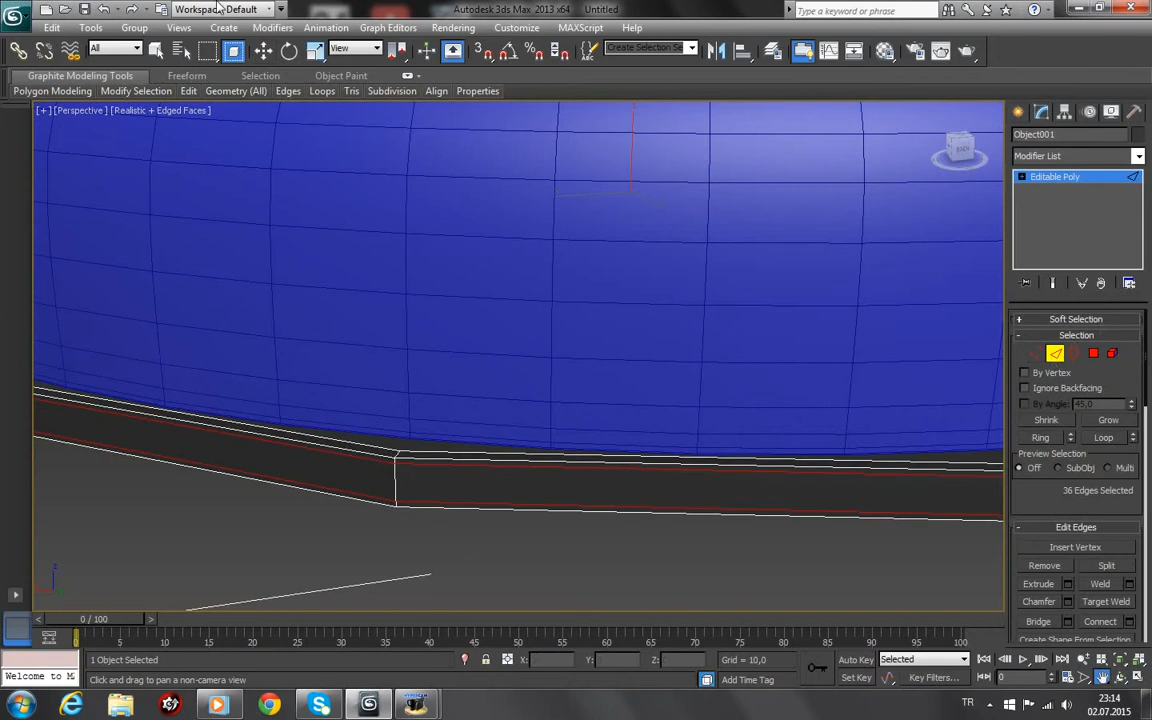 Workspace: Default
Autodesk 3ds Max 2013 x64
Untitled
Type a keyword or phrase
Edit Tools Group Views Create Modifiers Animation Graph Editors Rendering Customize MAXScript Help
All
View
Create Selection Se
Graphite Modeling Tools Freeform Selection Object Paint
Polygon Modeling Modify Selection Edit Geometry (All) Edges Loops Tris Subdivision Align Properties
[+] [Perspective] [Realistic + Edged Faces]
Object001
Modifier List
Editable Poly
Soft Selection
Selection
By Vertex
Ignore Backfacing
By Angle: 45,0
Shrink Grow
Ring Loop
Preview Selection
Off SubObj Multi
36 Edges Selected
Edit Edges
Insert Vertex
Remove Split
Extrude Weld
Chamfer Target Weld
Bridge Connect
Create Shape From Selection
0 / 100
0 5 10 15 20 25 30 35 40 45 50 55 60 65 70 75 80 85 90 95 100
1 Object Selected X: Y: Z: Grid = 10,0 Auto Key Selected
Welcome to M Click and drag to pan a non-camera view Add Time Tag Set Key Key Filters... 0
TR
23:14
02.07.2015